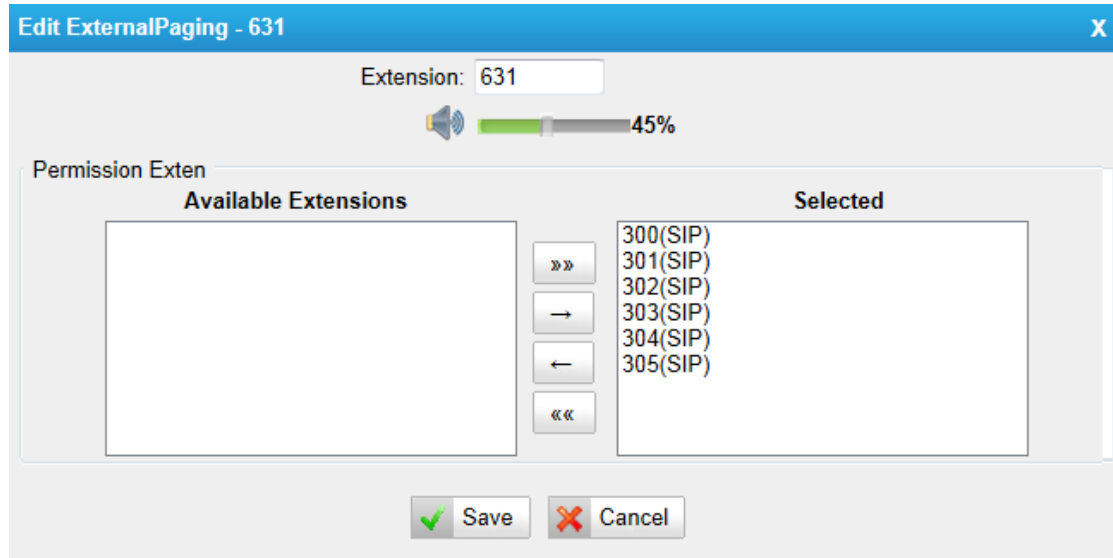 Edit ExternalPaging - 631 X
Extension: 631
45%
Permission Exten
Available Extensions Selected
300(SIP)
301(SIP)
302(SIP)
303(SIP)
304(SIP)
305(SIP)
»»
→
←
««
Save Cancel